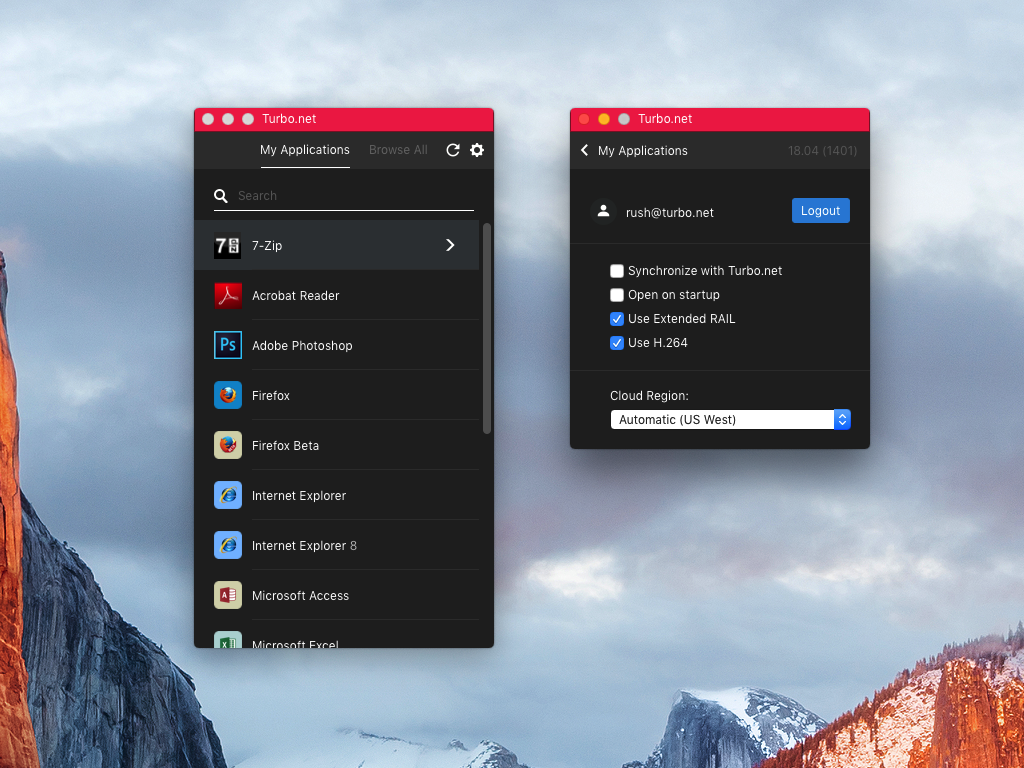 Turbo.net
My Applications
Browse All
Search
7-Zip
Acrobat Reader
Ps
Adobe Photoshop
Firefox
Firefox Beta
Internet Explorer
Internet Explorer 8
A
Microsoft Access
X
Microsoft Excel
Turbo.net
My Applications
18.04 (1401)
rush@turbo.net
Logout
Synchronize with Turbo.net
Open on startup
Use Extended RAIL
Use H.264
Cloud Region:
Automatic (US West)